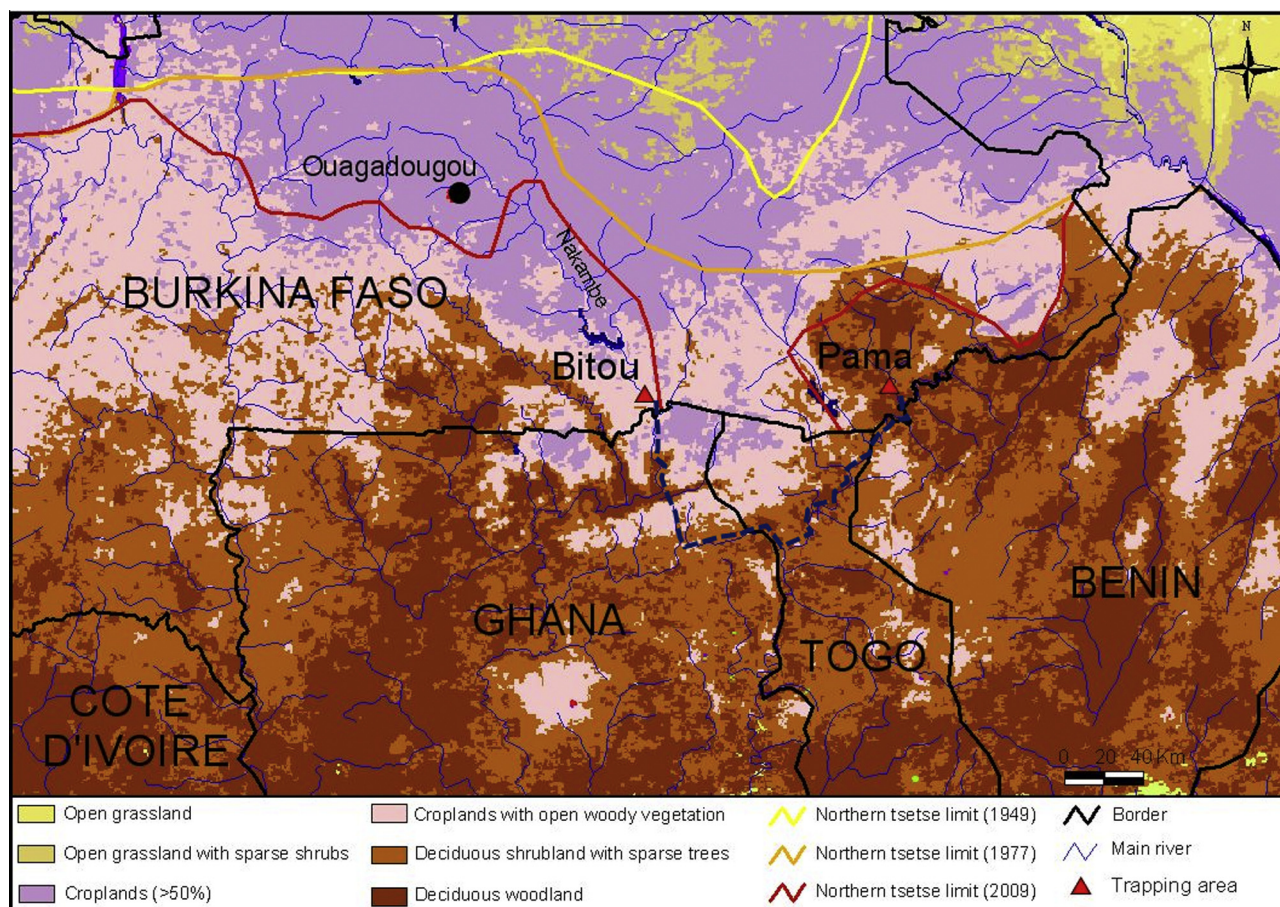 N
Ouagadougou
Nakambe
BURKINA FASO
Bitou
Pama
GHANA
BENIN
TOGO
COTE
D'IVOIRE
0 20 40 Km
Open grassland
Open grassland with sparse shrubs
Croplands (>50%)
Croplands with open woody vegetation
Deciduous shrubland with sparse trees
Deciduous woodland
Northern tsetse limit (1949)
Northern tsetse limit (1977)
Northern tsetse limit (2009)
Border
Main river
Trapping area